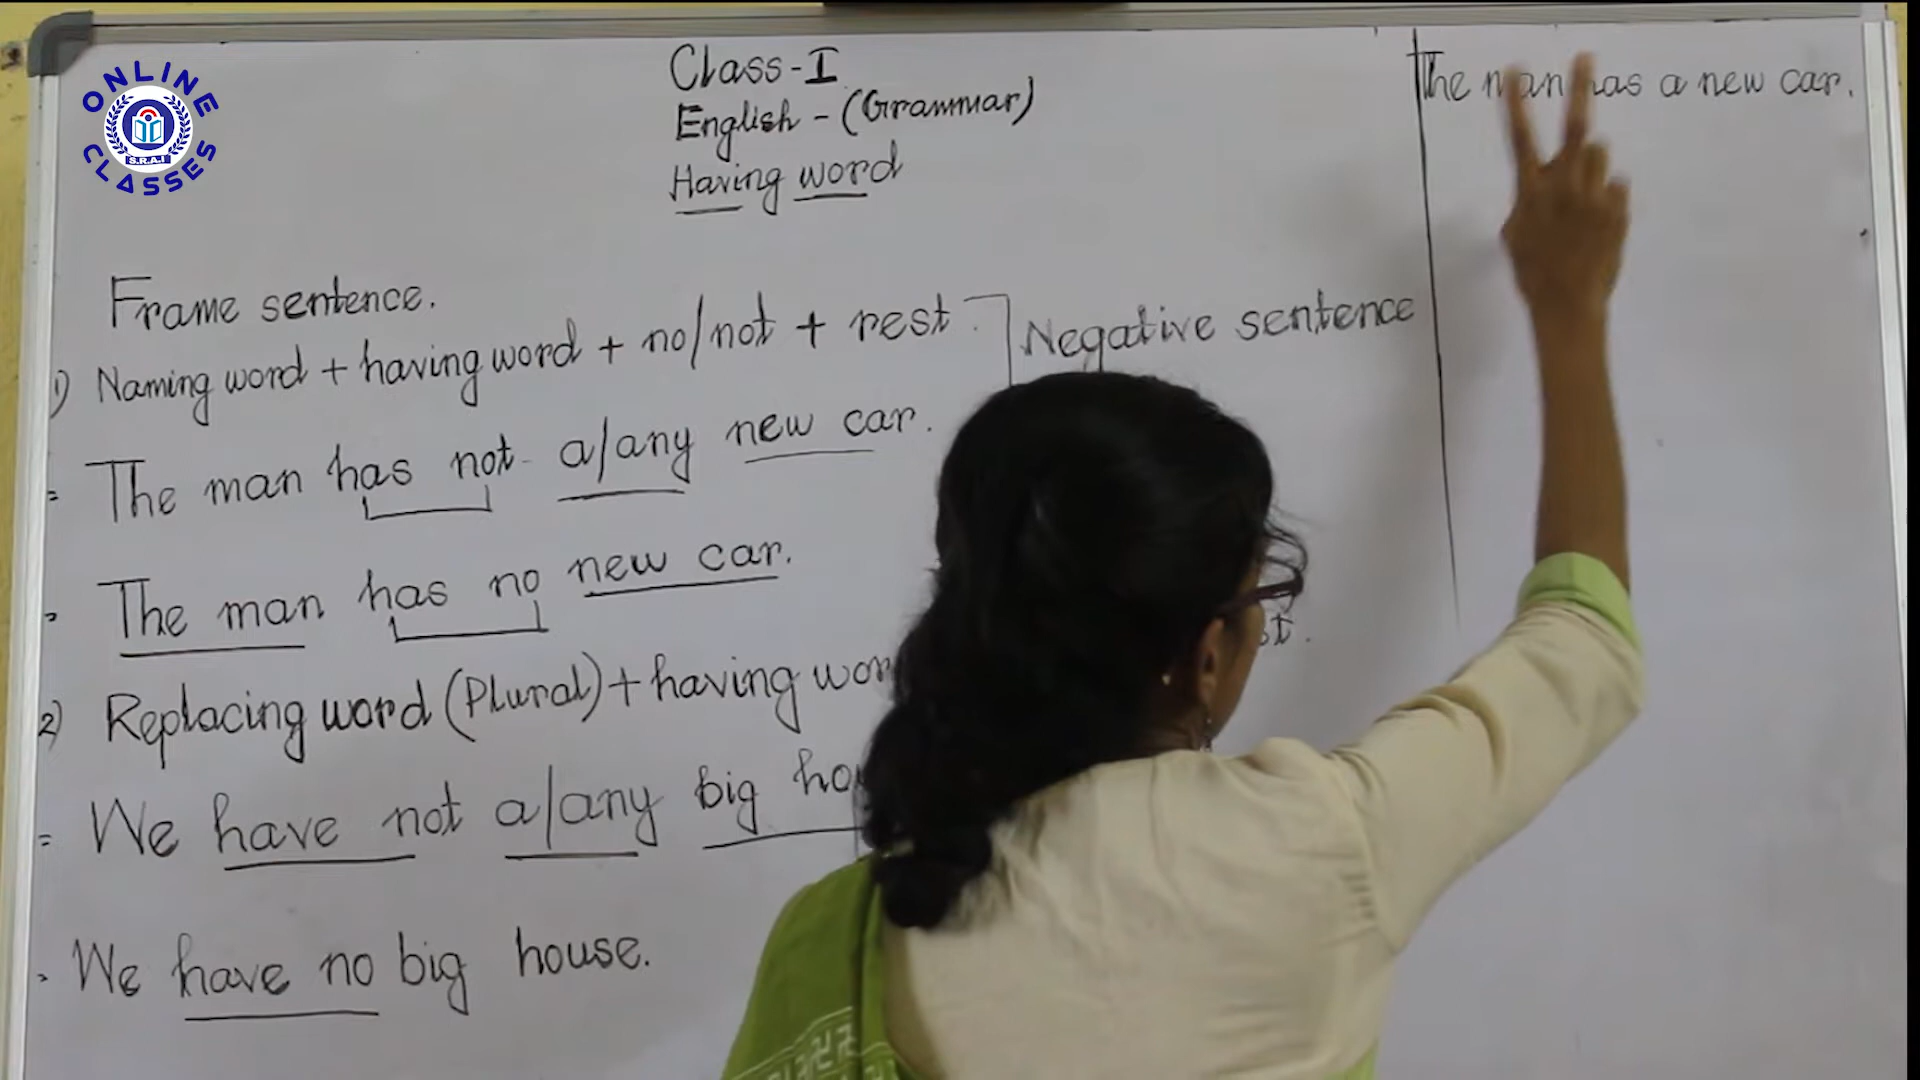 ONLINE CLASSES
S.R.A.I
Class-I
English - (Grammar)
Having word
The man has a new car.
Frame sentence.
1) Naming word + having word + no/not + rest.
Negative sentence
= The man has not a/any new car.
The man has no new car.
2) Replacing word (Plural) + having
= We have not a/any big
We have no big house.